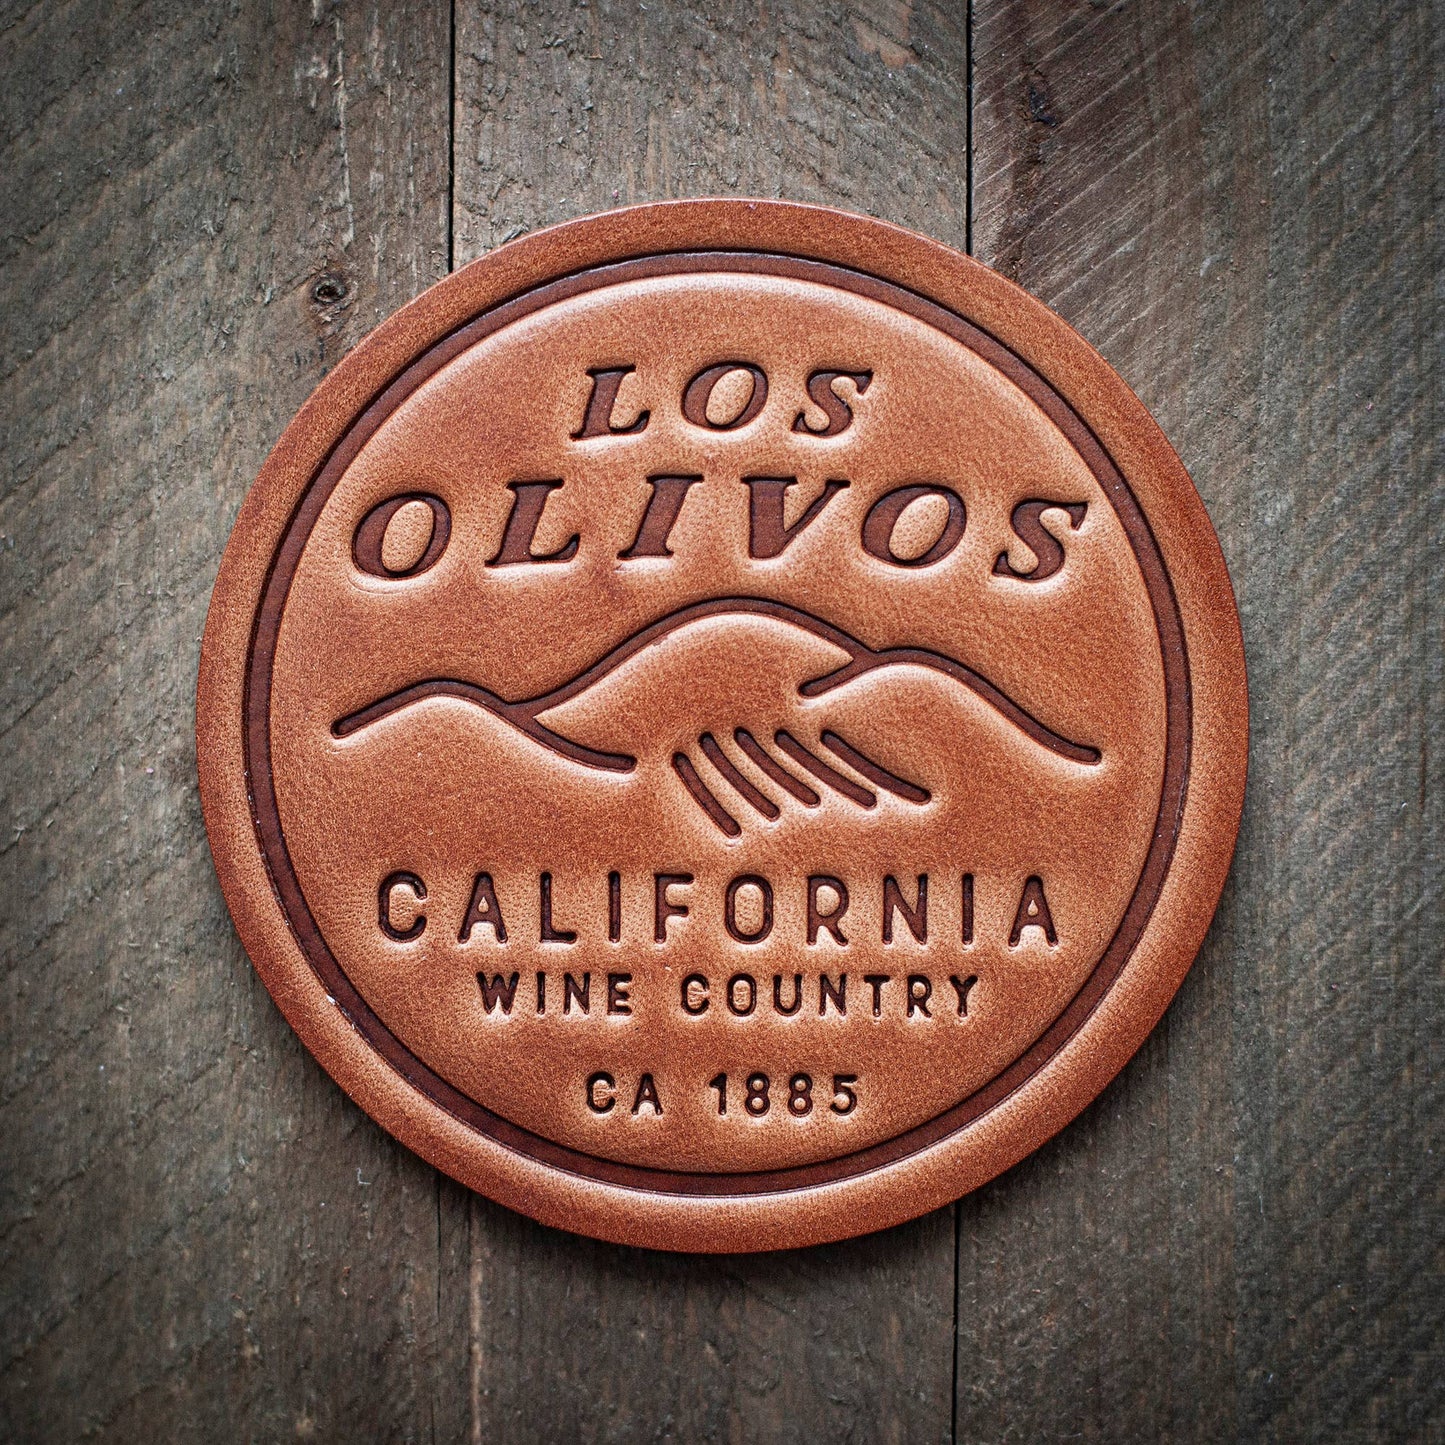 LOS
OLIVOS
CALIFORNIA
WINE COUNTRY
CA 1885